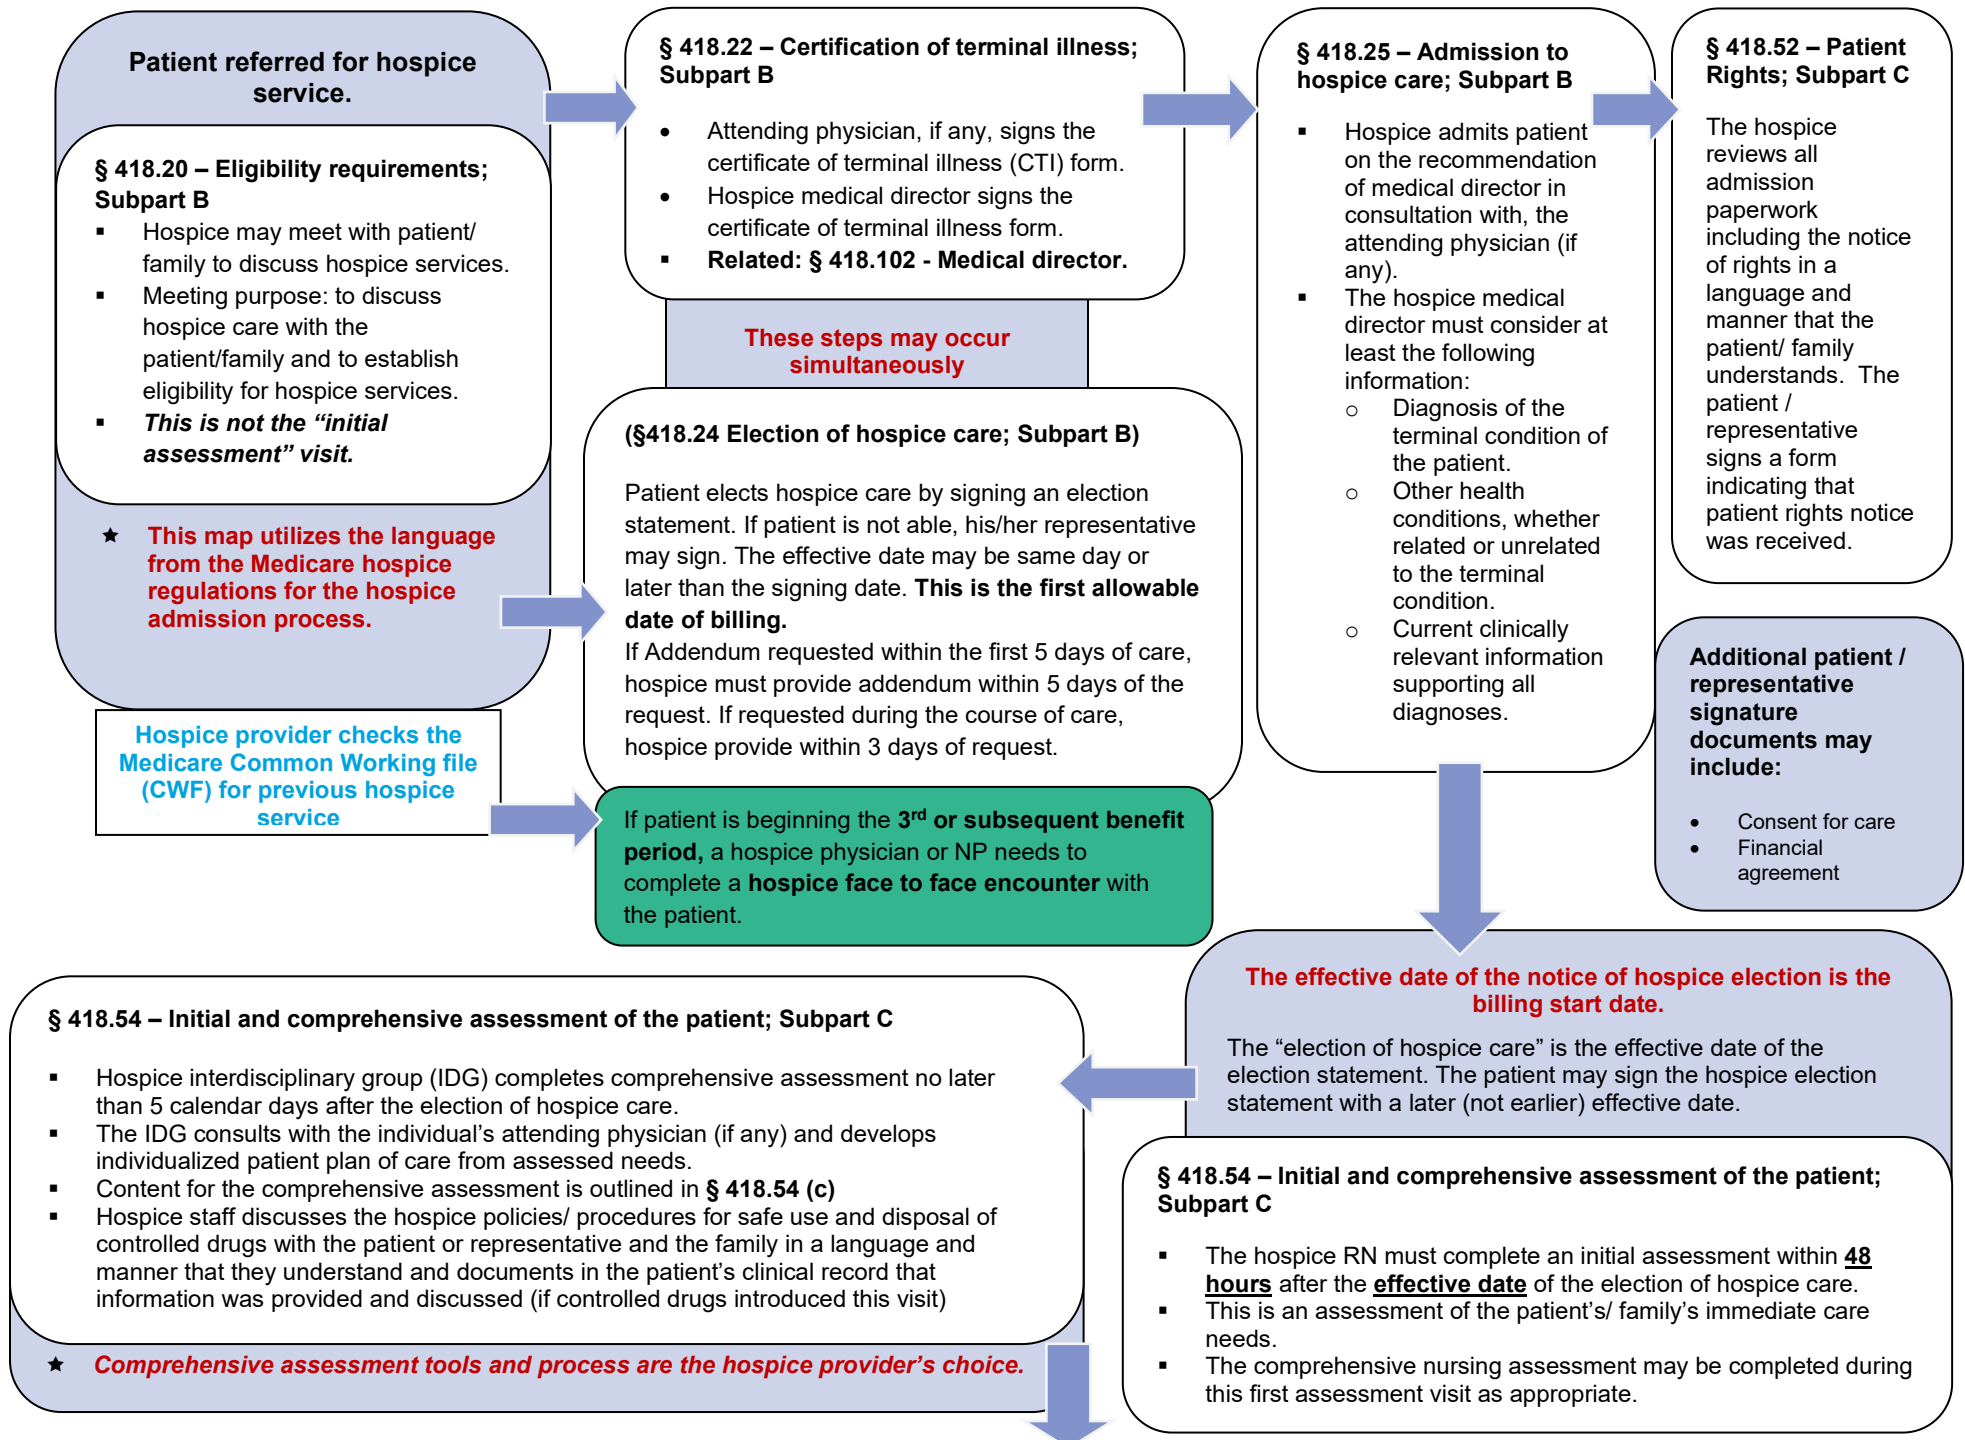 Patient referred for hospice
service.
§ 418.20 – Eligibility requirements;
Subpart B
▪ Hospice may meet with patient/
family to discuss hospice services.
▪ Meeting purpose: to discuss
hospice care with the
patient/family and to establish
eligibility for hospice services.
▪ This is not the “initial
assessment” visit.
★ This map utilizes the language
from the Medicare hospice
regulations for the hospice
admission process.
Hospice provider checks the
Medicare Common Working file
(CWF) for previous hospice
service
§ 418.22 – Certification of terminal illness;
Subpart B
• Attending physician, if any, signs the
certificate of terminal illness (CTI) form.
• Hospice medical director signs the
certificate of terminal illness form.
▪ Related: § 418.102 - Medical director.
These steps may occur
simultaneously
(§418.24 Election of hospice care; Subpart B)
Patient elects hospice care by signing an election
statement. If patient is not able, his/her representative
may sign. The effective date may be same day or
later than the signing date. This is the first allowable
date of billing.
If Addendum requested within the first 5 days of care,
hospice must provide addendum within 5 days of the
request. If requested during the course of care,
hospice provide within 3 days of request.
If patient is beginning the 3rd or subsequent benefit
period, a hospice physician or NP needs to
complete a hospice face to face encounter with
the patient.
§ 418.25 – Admission to
hospice care; Subpart B
▪ Hospice admits patient
on the recommendation
of medical director in
consultation with, the
attending physician (if
any).
▪ The hospice medical
director must consider at
least the following
information:
o Diagnosis of the
terminal condition of
the patient.
o Other health
conditions, whether
related or unrelated
to the terminal
condition.
o Current clinically
relevant information
supporting all
diagnoses.
§ 418.52 – Patient
Rights; Subpart C
The hospice
reviews all
admission
paperwork
including the notice
of rights in a
language and
manner that the
patient/ family
understands. The
patient /
representative
signs a form
indicating that
patient rights notice
was received.
Additional patient /
representative
signature
documents may
include:
• Consent for care
• Financial
agreement
The effective date of the notice of hospice election is the
billing start date.
The “election of hospice care” is the effective date of the
election statement. The patient may sign the hospice election
statement with a later (not earlier) effective date.
§ 418.54 – Initial and comprehensive assessment of the patient;
Subpart C
▪ The hospice RN must complete an initial assessment within 48
hours after the effective date of the election of hospice care.
▪ This is an assessment of the patient’s/ family’s immediate care
needs.
▪ The comprehensive nursing assessment may be completed during
this first assessment visit as appropriate.
§ 418.54 – Initial and comprehensive assessment of the patient; Subpart C
▪ Hospice interdisciplinary group (IDG) completes comprehensive assessment no later
than 5 calendar days after the election of hospice care.
▪ The IDG consults with the individual’s attending physician (if any) and develops
individualized patient plan of care from assessed needs.
▪ Content for the comprehensive assessment is outlined in § 418.54 (c)
▪ Hospice staff discusses the hospice policies/ procedures for safe use and disposal of
controlled drugs with the patient or representative and the family in a language and
manner that they understand and documents in the patient’s clinical record that
information was provided and discussed (if controlled drugs introduced this visit)
★ Comprehensive assessment tools and process are the hospice provider’s choice.